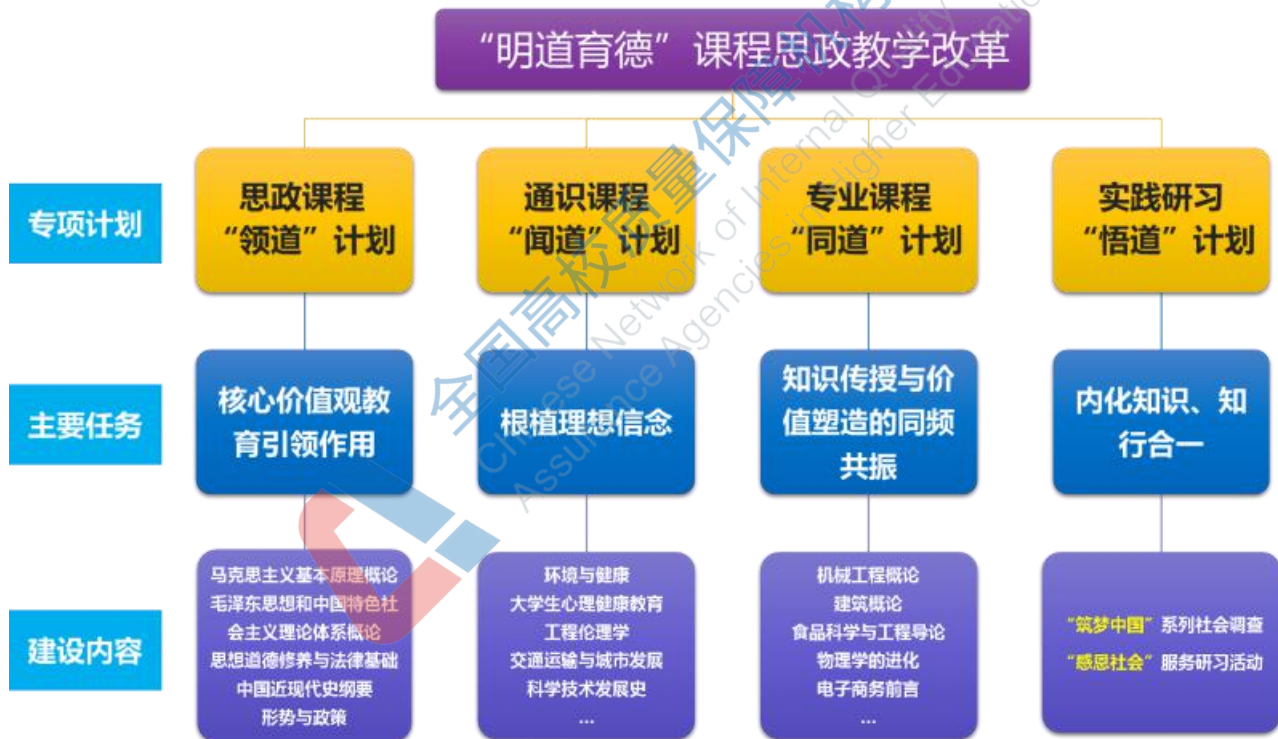 “明道育德”课程思政教学改革
专项计划
思政课程
“领道”计划
通识课程
“闻道”计划
专业课程
“同道”计划
实践研习
“悟道”计划
主要任务
核心价值观教
育引领作用
根植理想信念
知识传授与价
值塑造的同频
共振
内化知识、知
行合一
建设内容
马克思主义基本原理概论
毛泽东思想和中国特色社
会主义理论体系概论
思想道德修养与法律基础
中国近现代史纲要
形势与政策
环境与健康
大学生心理健康教育
工程伦理学
交通运输与城市发展
科学技术发展史
...
机械工程概论
建筑概论
食品科学与工程导论
物理学的进化
电子商务前言
...
“筑梦中国”系列社会调查
“感恩社会”服务研习活动
全国高校质量保障机构
Chinese Network of Internal Quality
Assurance Agencies in Higher Education